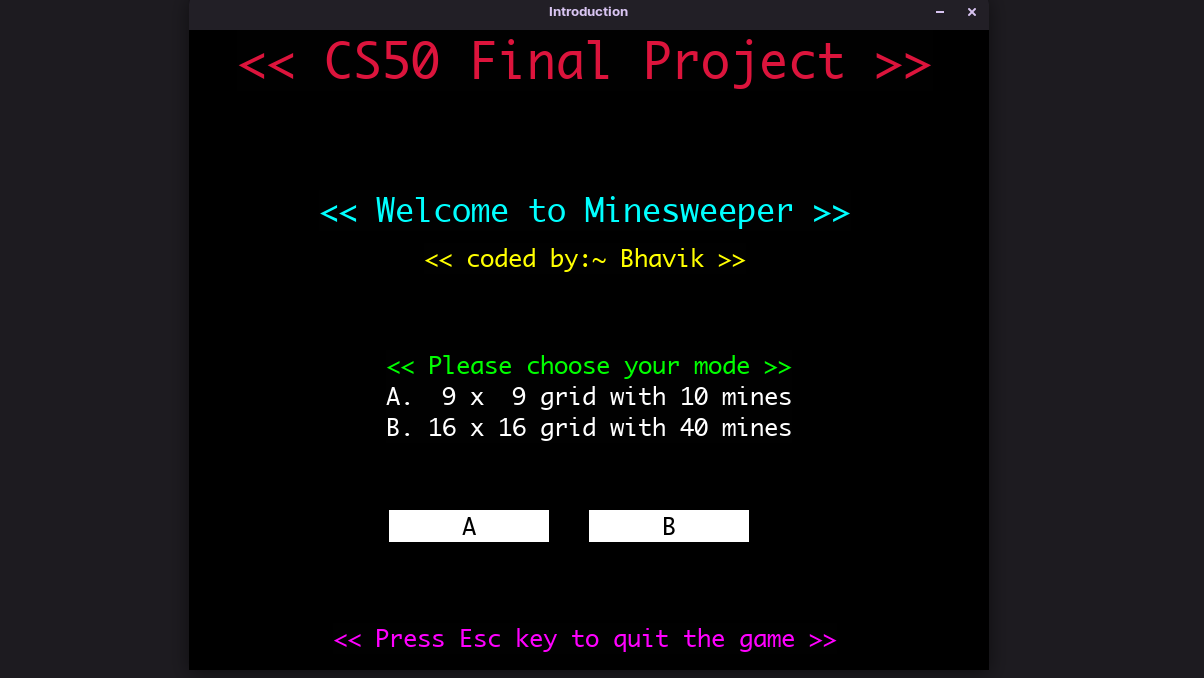 Introduction
<< CS50 Final Project >>
<< Welcome to Minesweeper >>
<< coded by:~ Bhavik >>
<< Please choose your mode >>
A.  9 x  9 grid with 10 mines
B. 16 x 16 grid with 40 mines
A B
<< Press Esc key to quit the game >>